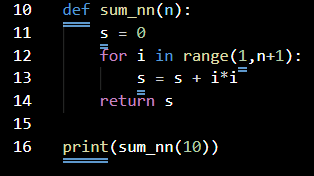 10 def sum_nn(n):
11     s = 0
12     for i in range(1,n+1):
13         s = s + i*i
14     return s
15
16 print(sum_nn(10))